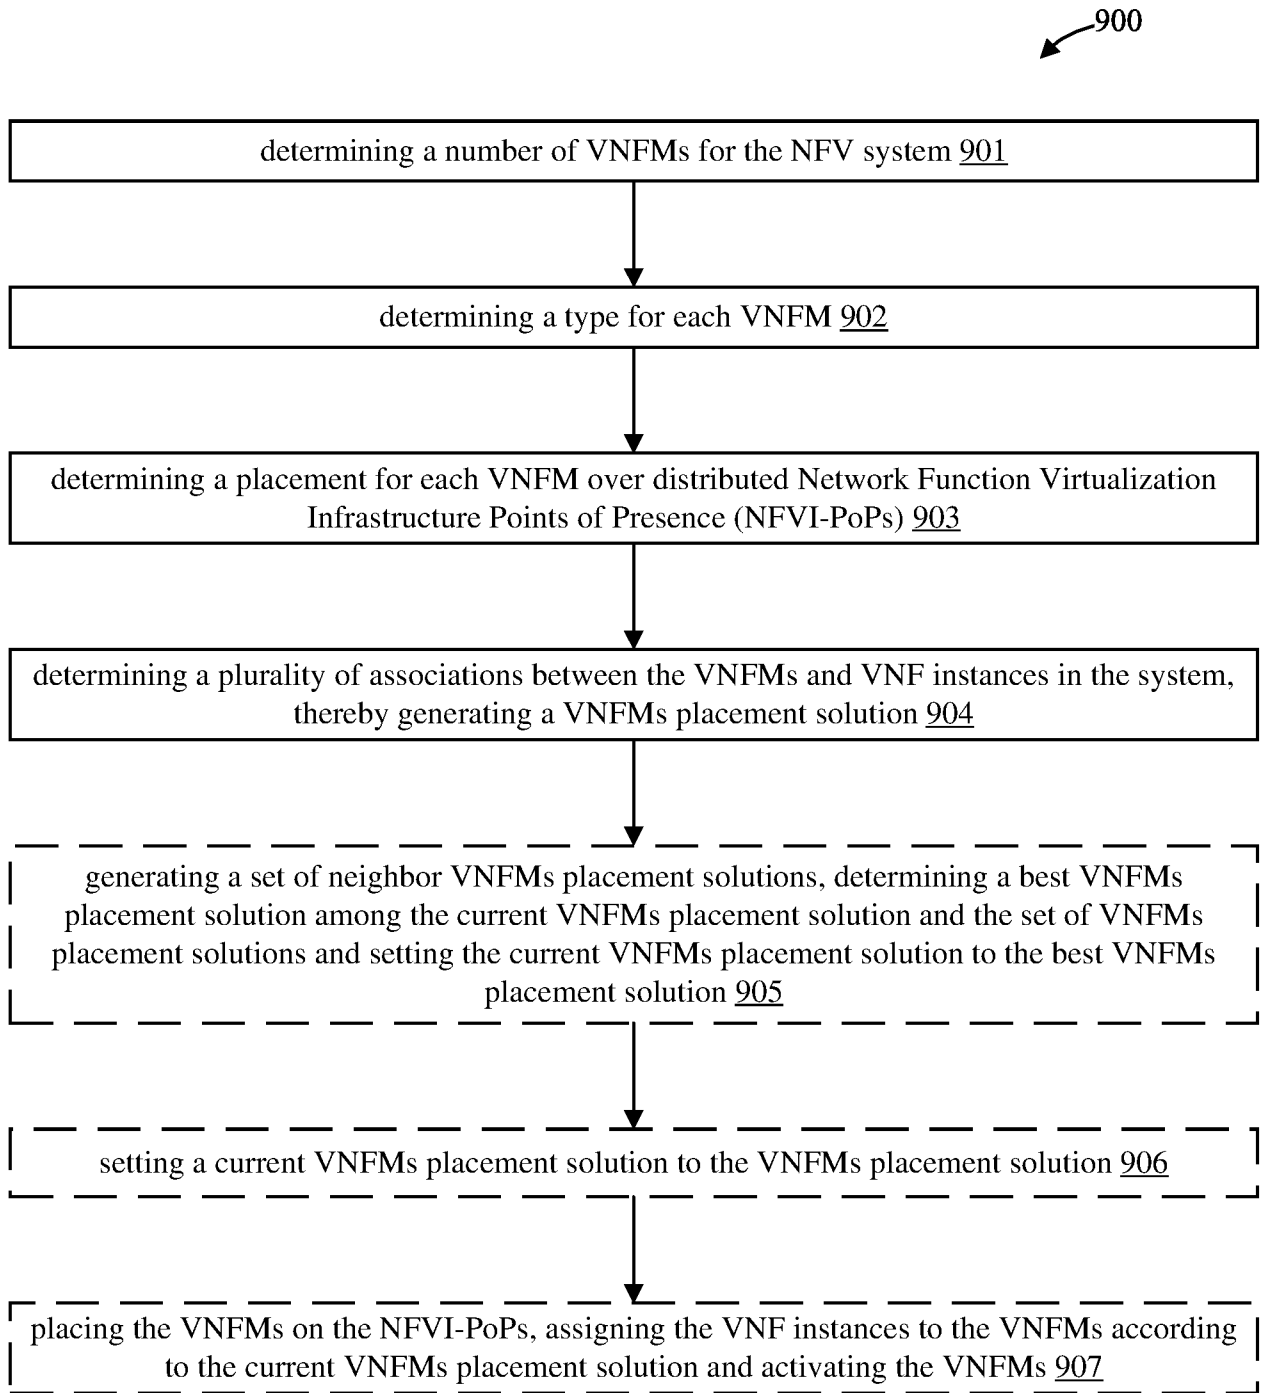 900
determining a number of VNFMs for the NFV system 901
determining a type for each VNFM 902
determining a placement for each VNFM over distributed Network Function Virtualization
Infrastructure Points of Presence (NFVI-PoPs) 903
determining a plurality of associations between the VNFMs and VNF instances in the system,
thereby generating a VNFMs placement solution 904
generating a set of neighbor VNFMs placement solutions, determining a best VNFMs
placement solution among the current VNFMs placement solution and the set of VNFMs
placement solutions and setting the current VNFMs placement solution to the best VNFMs
placement solution 905
setting a current VNFMs placement solution to the VNFMs placement solution 906
placing the VNFMs on the NFVI-PoPs, assigning the VNF instances to the VNFMs according
to the current VNFMs placement solution and activating the VNFMs 907